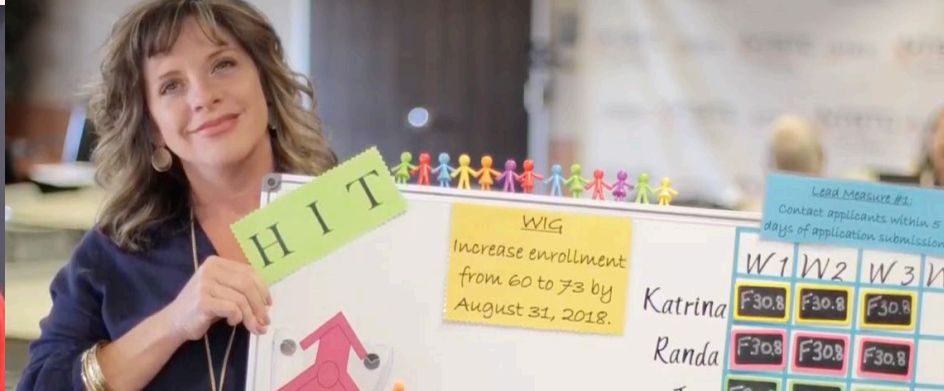 HIT
WIG
Increase enrollment
from 60 to 73 by
August 31, 2018.
Lead Measure #1:
Contact applicants within 5
days of application submission
W1 W2 W3
Katrina F30.8 F30.8 F30.8
Randa F30.8 F30.8 F30.8